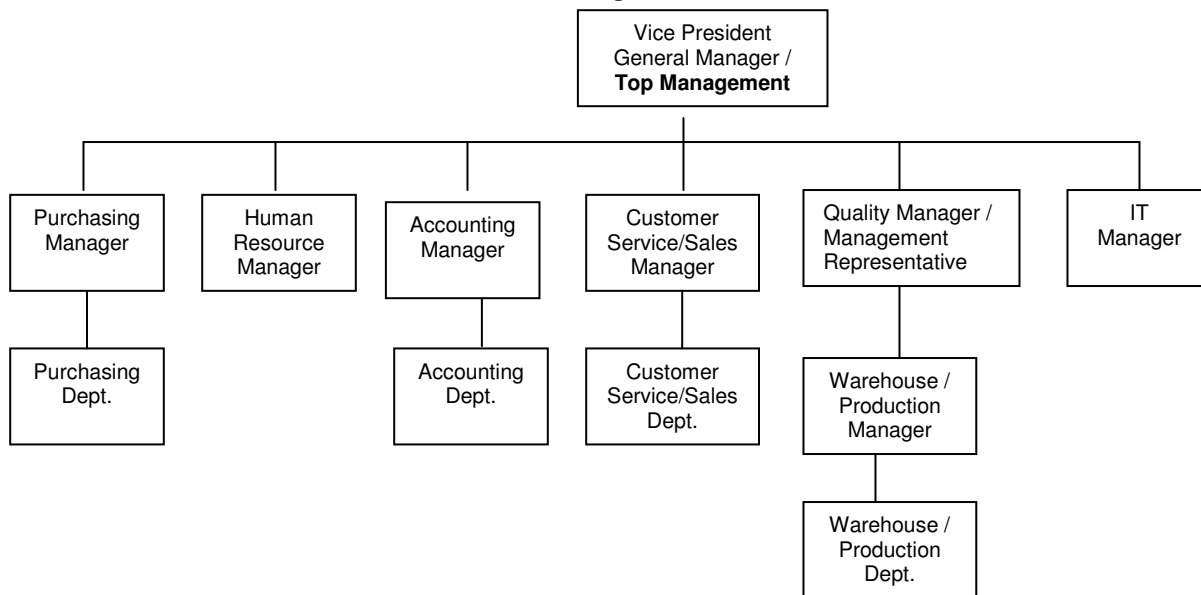 Vice President
General Manager /
Top Management
Purchasing
Manager
Human
Resource
Manager
Accounting
Manager
Customer
Service/Sales
Manager
Quality Manager /
Management
Representative
IT
Manager
Purchasing
Dept.
Accounting
Dept.
Customer
Service/Sales
Dept.
Warehouse /
Production
Manager
Warehouse /
Production
Dept.